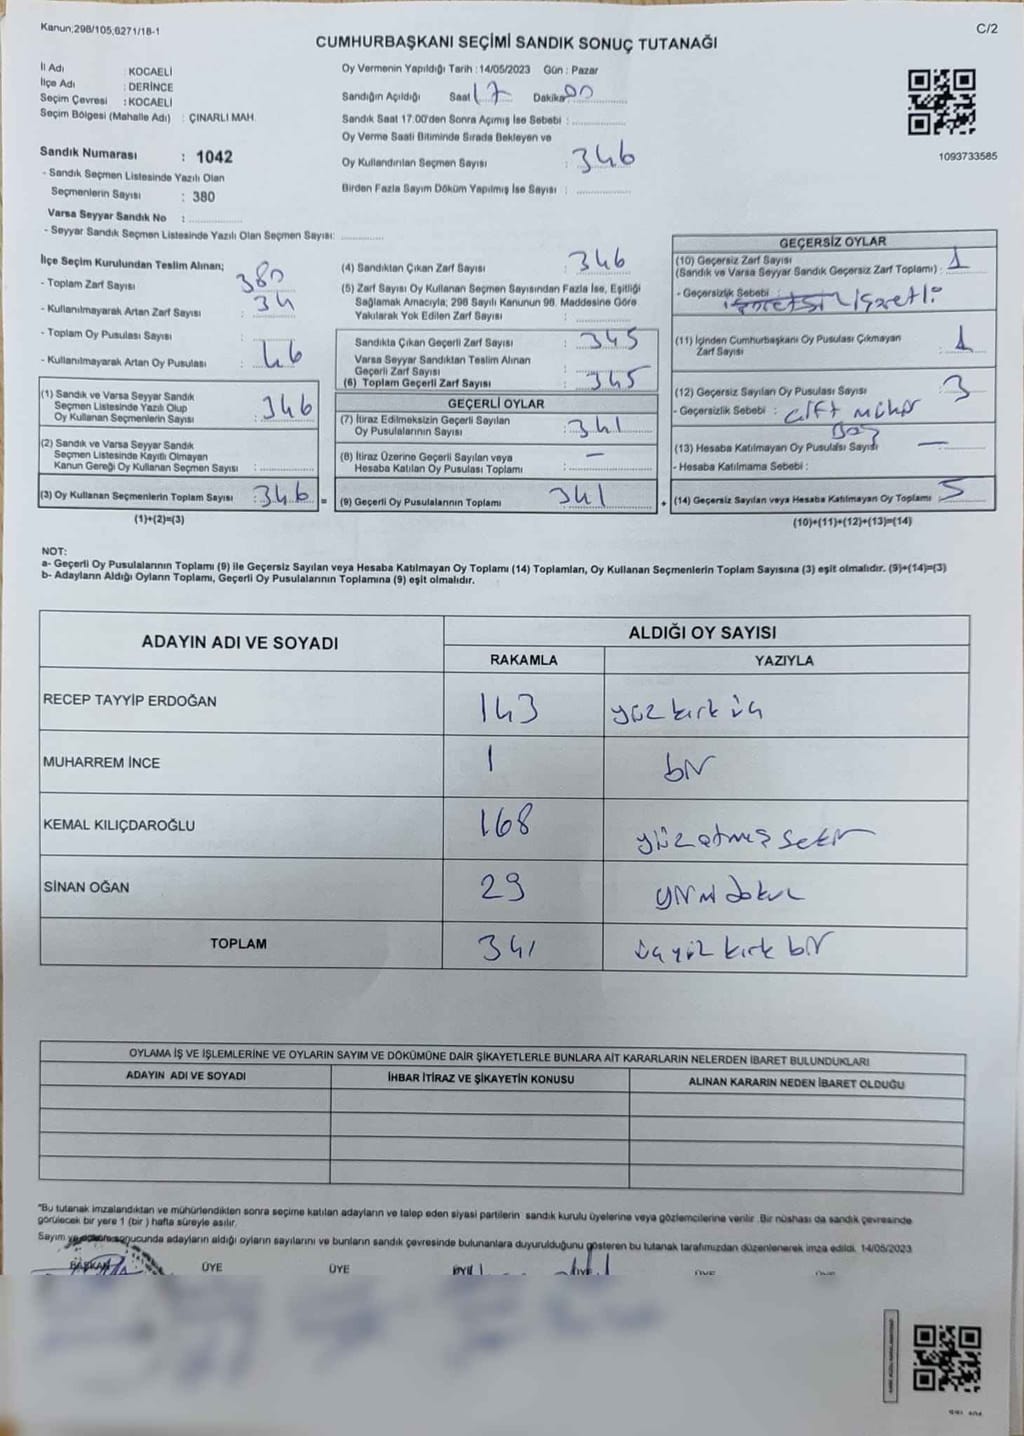 Kanun;298/105,6271/18-1
C/2
CUMHURBAŞKANI SEÇİMİ SANDIK SONUÇ TUTANAĞI
İl Adı : KOCAELİ
İlçe Adı : DERİNCE
Seçim Çevresi : KOCAELİ
Seçim Bölgesi (Mahalle Adı) : ÇINARLI MAH.
Sandık Numarası : 1042
- Sandık Seçmen Listesinde Yazılı Olan
Seçmenlerin Sayısı : 380
Varsa Seyyar Sandık No :
- Seyyar Sandık Seçmen Listesinde Yazılı Olan Seçmen Sayısı:
Oy Vermenin Yapıldığı Tarih : 14/05/2023 Gün : Pazar
Sandığın Açıldığı Saat 17 Dakika 00
Sandık Saat 17.00'den Sonra Açmış İse Sebebi :
Oy Verme Saati Bitiminde Sırada Bekleyen ve
Oy Kullandırılan Seçmen Sayısı : 346
Birden Fazla Sayım Döküm Yapılmış İse Sayısı :
1093733585
İlçe Seçim Kurulundan Teslim Alınan;
- Toplam Zarf Sayısı : 380
- Kullanılmayarak Artan Zarf Sayısı : 34
- Toplam Oy Pusulası Sayısı :
- Kullanılmayarak Artan Oy Pusulası : 46
(1) Sandık ve Varsa Seyyar Sandık
Seçmen Listesinde Yazılı Olup
Oy Kullanan Seçmenlerin Sayısı : 346
(2) Sandık ve Varsa Seyyar Sandık
Seçmen Listesinde Kayıtlı Olmayan
Kanun Gereği Oy Kullanan Seçmen Sayısı :
(3) Oy Kullanan Seçmenlerin Toplam Sayısı : 346 =
(1)+(2)=(3)
(4) Sandıktan Çıkan Zarf Sayısı : 346
(5) Zarf Sayısı Oy Kullanan Seçmen Sayısından Fazla İse, Eşitliği
Sağlamak Amacıyla; 298 Sayılı Kanunun 98. Maddesine Göre
Yakılarak Yok Edilen Zarf Sayısı :
Sandıkta Çıkan Geçerli Zarf Sayısı : 345
Varsa Seyyar Sandıktan Teslim Alınan
Geçerli Zarf Sayısı :
(6) Toplam Geçerli Zarf Sayısı : 345
GEÇERLİ OYLAR
(7) İtiraz Edilmeksizin Geçerli Sayılan
Oy Pusulalarının Sayısı : 341
(8) İtiraz Üzerine Geçerli Sayılan veya
Hesaba Katılan Oy Pusulası Toplamı : –
(9) Geçerli Oy Pusulalarının Toplamı 341 +
GEÇERSİZ OYLAR
(10) Geçersiz Zarf Sayısı
(Sandık ve Varsa Seyyar Sandık Geçersiz Zarf Toplamı) : 1
- Geçersizlik Sebebi : işaretli
(11) İçinden Cumhurbaşkanı Oy Pusulası Çıkmayan
Zarf Sayısı : 1
(12) Geçersiz Sayılan Oy Pusulası Sayısı : 3
- Geçersizlik Sebebi : çift mühür
Boş
(13) Hesaba Katılmayan Oy Pusulası Sayısı : –
- Hesaba Katılmama Sebebi :
(14) Geçersiz Sayılan veya Hesaba Katılmayan Oy Toplamı : 5
(10)+(11)+(12)+(13)=(14)
NOT:
a- Geçerli Oy Pusulalarının Toplamı (9) ile Geçersiz Sayılan veya Hesaba Katılmayan Oy Toplamı (14) Toplamları, Oy Kullanan Seçmenlerin Toplam Sayısına (3) eşit olmalıdır. (9)+(14)=(3)
b- Adayların Aldığı Oyların Toplamı, Geçerli Oy Pusulalarının Toplamına (9) eşit olmalıdır.
ADAYIN ADI VE SOYADI
ALDIĞI OY SAYISI
RAKAMLA YAZIYLA
RECEP TAYYİP ERDOĞAN 143 yüz kırk üç
MUHARREM İNCE 1 bir
KEMAL KILIÇDAROĞLU 168 yüz atmış sekiz
SİNAN OĞAN 29 yirmi dokuz
TOPLAM 341 üç yüz kırk bir
OYLAMA İŞ VE İŞLEMLERİNE VE OYLARIN SAYIM VE DÖKÜMÜNE DAİR ŞİKAYETLERLE BUNLARA AİT KARARLARIN NELERDEN İBARET BULUNDUKLARI
ADAYIN ADI VE SOYADI İHBAR İTİRAZ VE ŞİKAYETİN KONUSU ALINAN KARARIN NEDEN İBARET OLDUĞU
"Bu tutanak imzalandıktan ve mühürlendikten sonra seçime katılan adayların ve talep eden siyasi partilerin sandık kurulu üyelerine veya gözlemcilerine verilir. Bir nüshası da sandık çevresinde
görülecek bir yere 1 (bir) hafta süreyle asılır.
Sayım ve döküm sonucunda adayların aldığı oyların sayılarını ve bunların sandık çevresinde bulunanlara duyurulduğunu gösteren bu tutanak tarafımızdan düzenlenerek imza edildi. 14/05/2023
BAŞKAN ÜYE ÜYE ÜYE ÜYE ÜYE ÜYE